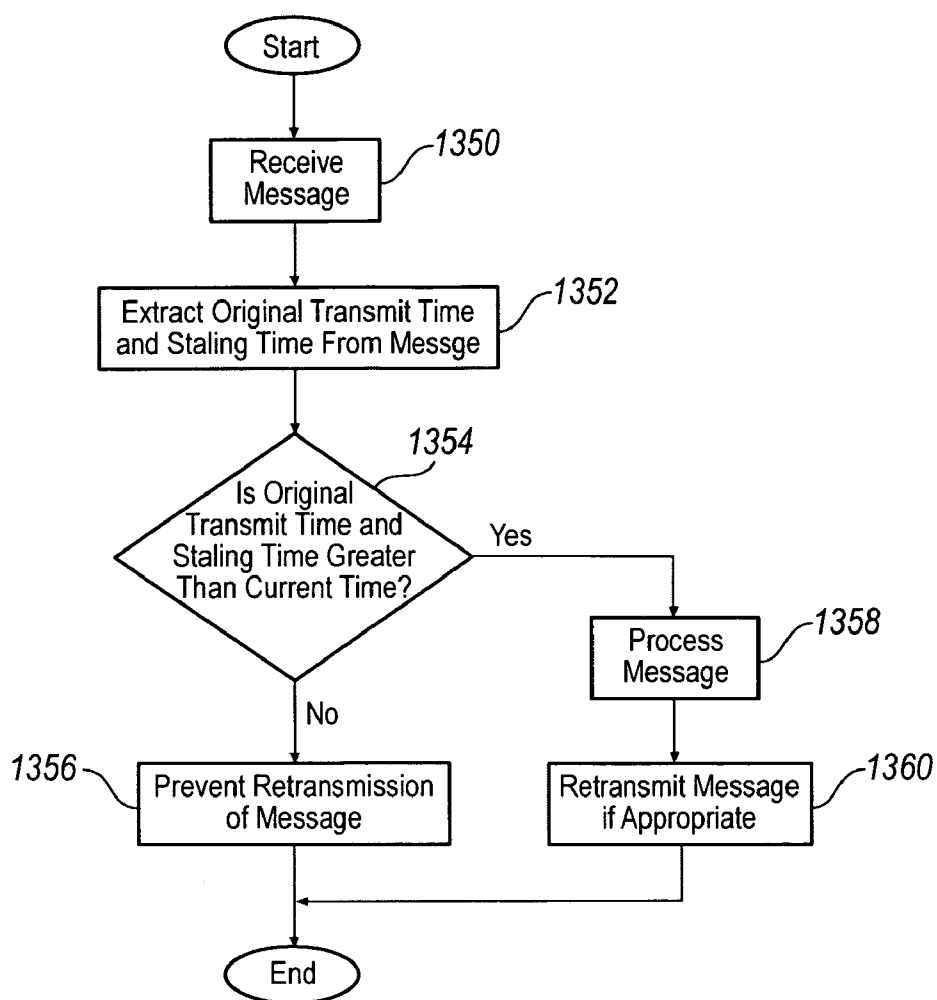 Start
1350
Receive
Message
1352
Extract Original Transmit Time
and Staling Time From Messge
1354
Is Original
Transmit Time and
Staling Time Greater
Than Current Time?
Yes
1358
Process
Message
No
1356
Prevent Retransmission
of Message
1360
Retransmit Message
if Appropriate
End